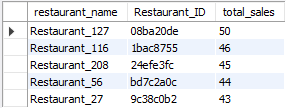 restaurant_name Restaurant_ID total_sales
Restaurant_127 08ba20de 50
Restaurant_116 1bac8755 46
Restaurant_208 24efe3fc 45
Restaurant_56 bd7c2a0c 44
Restaurant_27 9c38c0b2 43